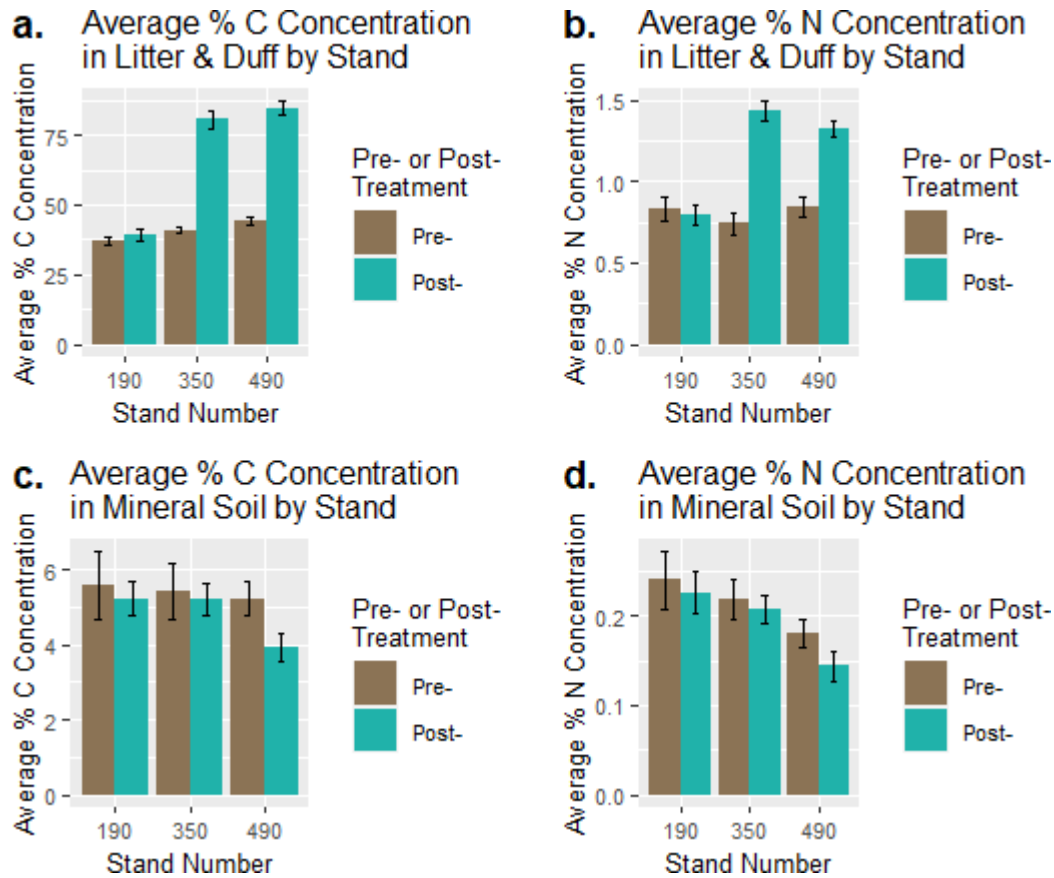 a. Average % C Concentration
in Litter & Duff by Stand
Average % C Concentration
75
50
25
0
190 350 490
Stand Number
Pre- or Post-
Treatment
Pre-
Post-
b. Average % N Concentration
in Litter & Duff by Stand
Average % N Concentration
1.5
1.0
0.5
0.0
190 350 490
Stand Number
Pre- or Post-
Treatment
Pre-
Post-
c. Average % C Concentration
in Mineral Soil by Stand
Average % C Concentration
6
4
2
0
190 350 490
Stand Number
Pre- or Post-
Treatment
Pre-
Post-
d. Average % N Concentration
in Mineral Soil by Stand
Average % N Concentration
0.2
0.1
0.0
190 350 490
Stand Number
Pre- or Post-
Treatment
Pre-
Post-